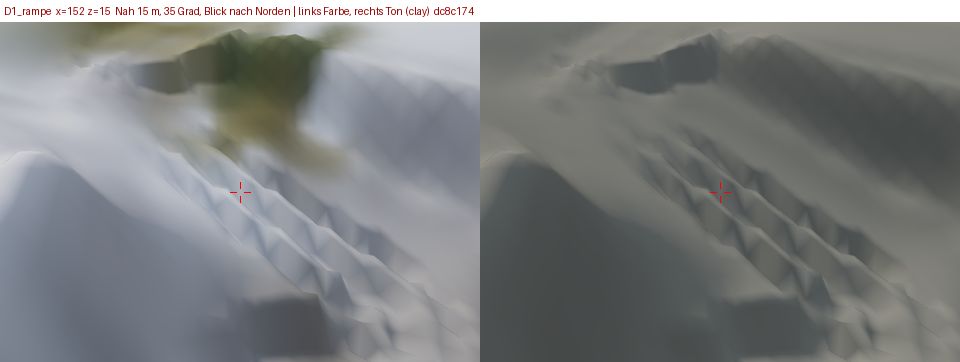 D1_rampe x=152 z=15 Nah 15 m, 35 Grad, Blick nach Norden | links Farbe, rechts Ton (clay) dc8c174